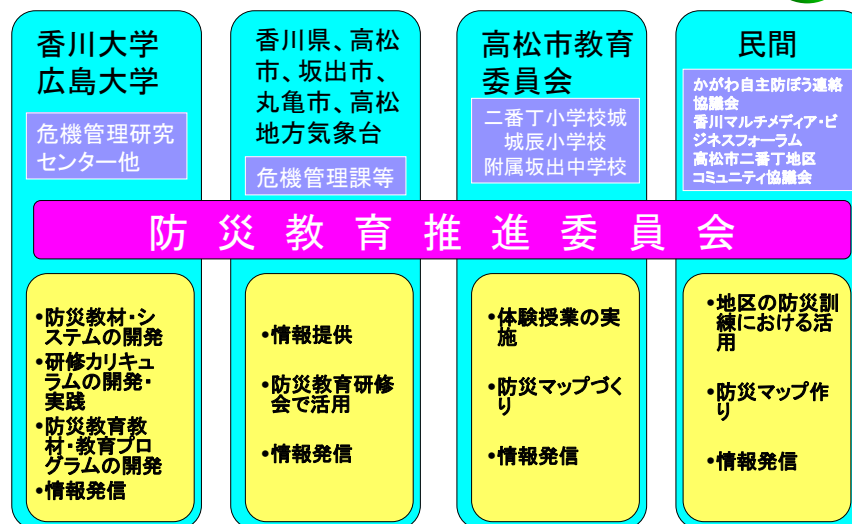 香川大学
広島大学
危機管理研究
センター他
香川県、高松
市、坂出市、
丸亀市、高松
地方気象台
危機管理課等
高松市教育
委員会
二番丁小学校城
城辰小学校
附属坂出中学校
民間
かがわ自主防ぼう連絡
協議会
香川マルチメディア・ビ
ジネスフォーラム
高松市二番丁地区
コミュニティ協議会
防災教育推進委員会
•防災教材・シ
ステムの開発
•研修カリキュ
ラムの開発・
実践
•防災教育教
材・教育プロ
グラムの開発
•情報発信
•情報提供
•防災教育研修
会で活用
•情報発信
•体験授業の実
施
•防災マップづく
り
•情報発信
•地区の防災訓
練における活
用
•防災マップ作
り
•情報発信